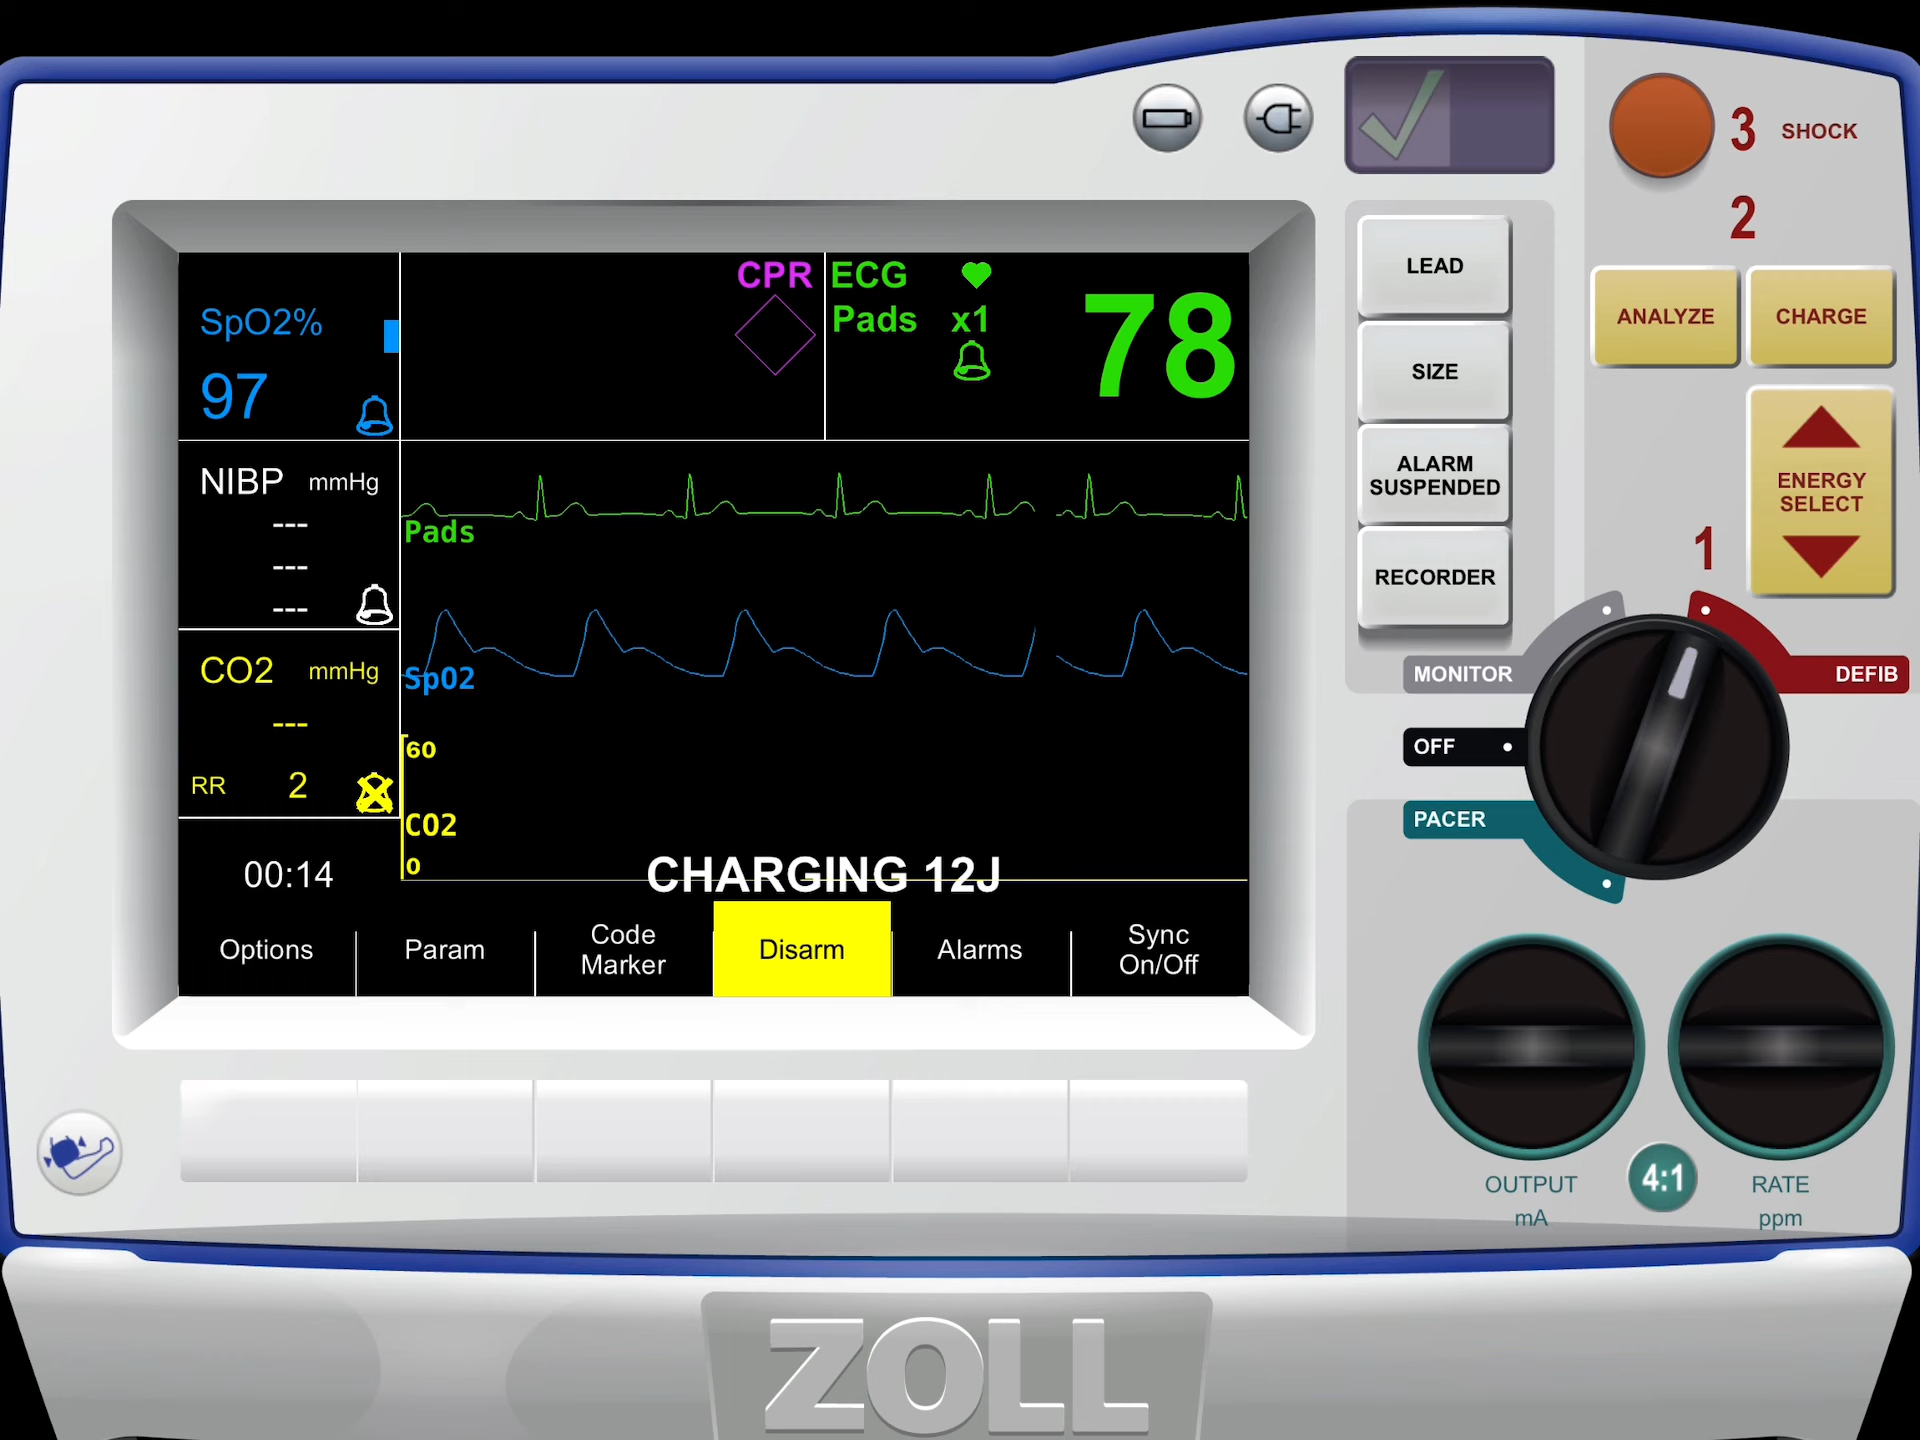 3 SHOCK
2
LEAD
SIZE
ALARM
SUSPENDED
RECORDER
ANALYZE
CHARGE
ENERGY
SELECT
1
MONITOR
DEFIB
OFF
PACER
OUTPUT
mA
4:1
RATE
ppm
SpO2%
97
CPR
ECG
Pads x1
78
NIBP mmHg
---
---
---
CO2 mmHg
---
RR 2
00:14
Pads
SpO2
60
CO2
0
CHARGING 12J
Options
Param
Code
Marker
Disarm
Alarms
Sync
On/Off
ZOLL